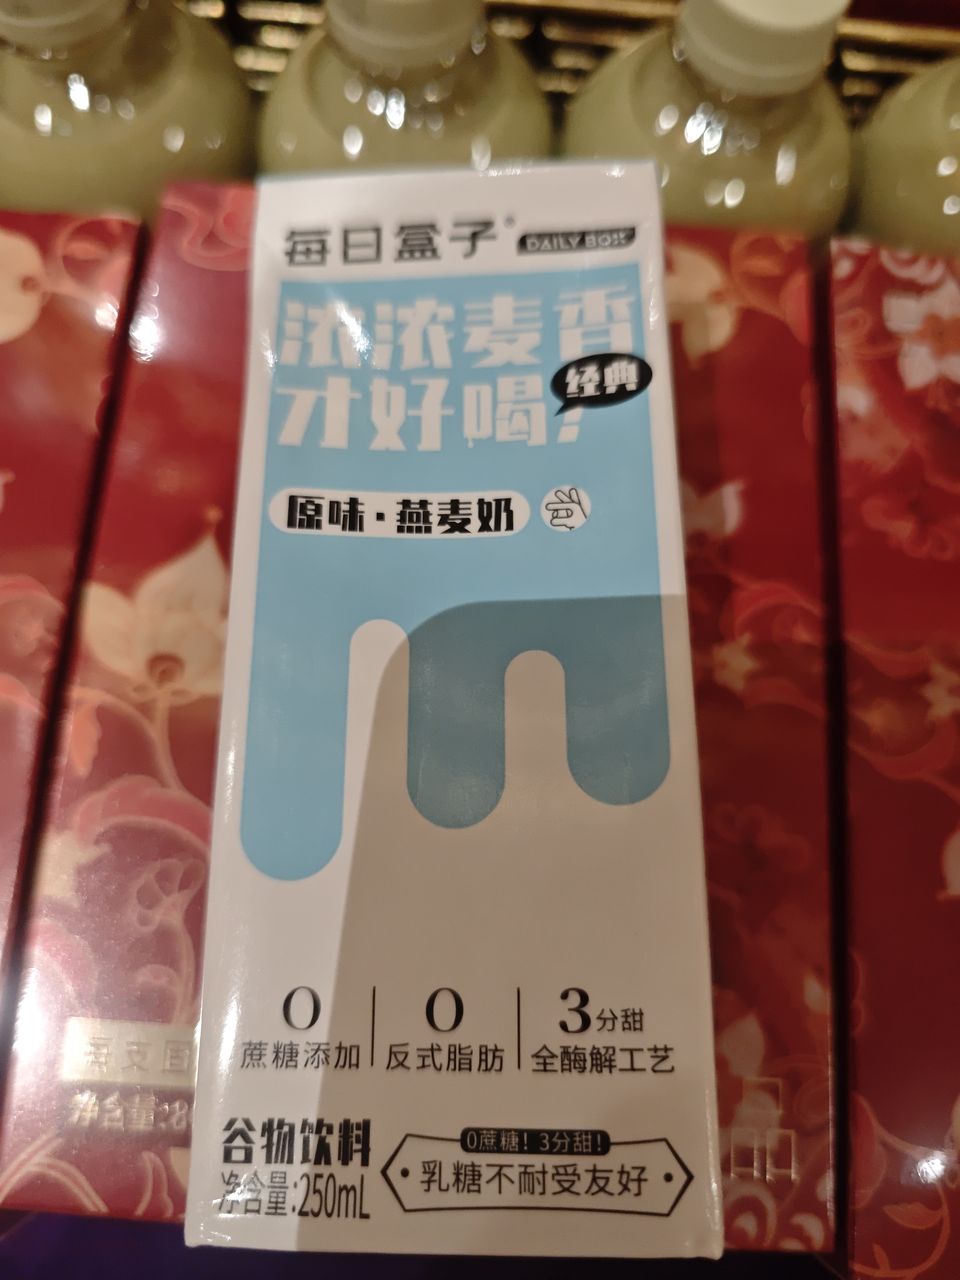 每日盒子® DAILY BOX
浓浓麦香
才好喝!
经典
原味·燕麦奶
0 0 3分甜
蔗糖添加 反式脂肪 全酶解工艺
谷物饮料
净含量:250mL
0蔗糖!3分甜!
·乳糖不耐受友好·